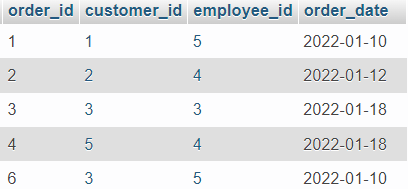 order_id customer_id employee_id order_date
1 1 5 2022-01-10
2 2 4 2022-01-12
3 3 3 2022-01-18
4 5 4 2022-01-18
6 3 5 2022-01-10